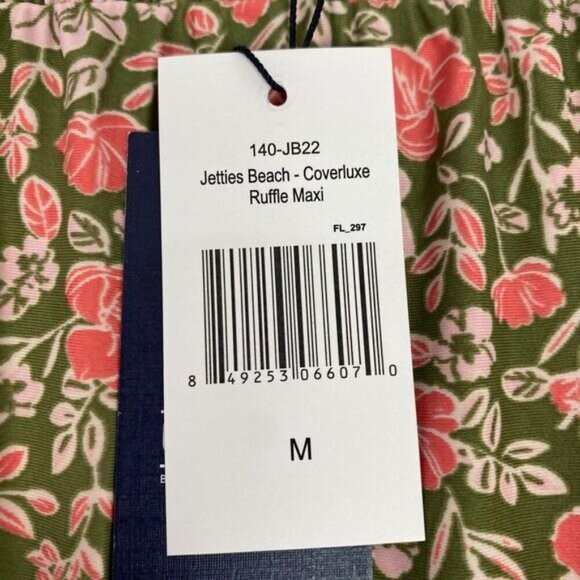 140-JB22
Jetties Beach - Coverluxe
Ruffle Maxi
FL_297
8 49253 06607 0
M